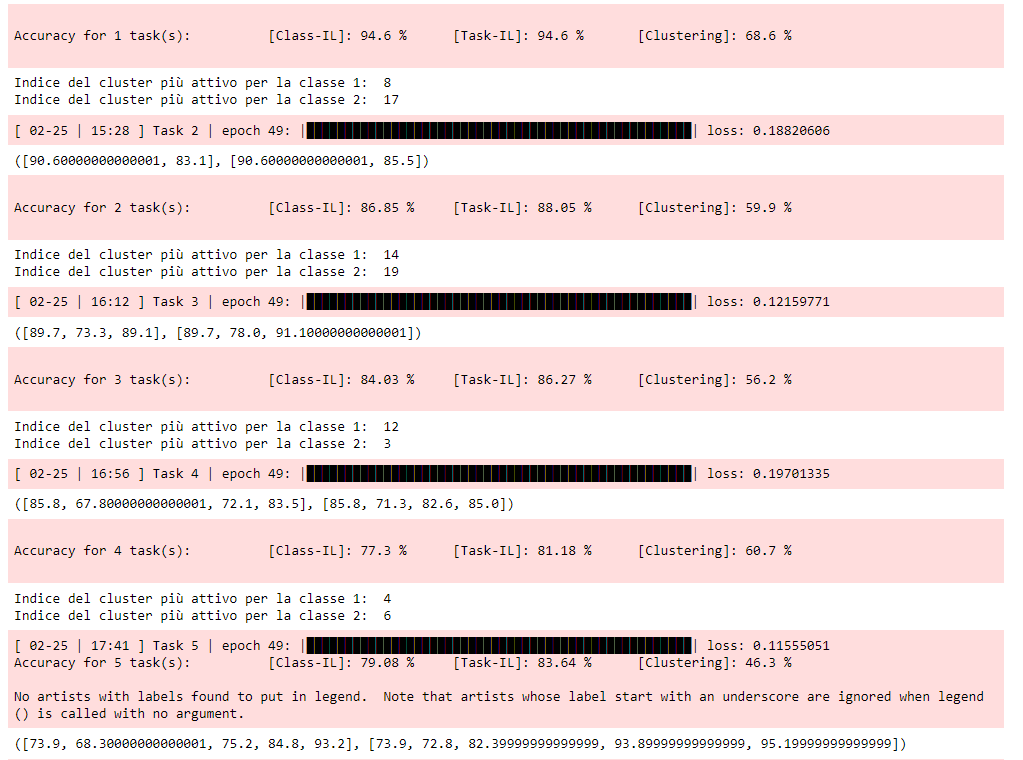 Accuracy for 1 task(s): [Class-IL]: 94.6 % [Task-IL]: 94.6 % [Clustering]: 68.6 %
Indice del cluster più attivo per la classe 1: 8
Indice del cluster più attivo per la classe 2: 17
[ 02-25 | 15:28 ] Task 2 | epoch 49: | | loss: 0.18820606
([90.60000000000001, 83.1], [90.60000000000001, 85.5])
Accuracy for 2 task(s): [Class-IL]: 86.85 % [Task-IL]: 88.05 % [Clustering]: 59.9 %
Indice del cluster più attivo per la classe 1: 14
Indice del cluster più attivo per la classe 2: 19
[ 02-25 | 16:12 ] Task 3 | epoch 49: | | loss: 0.12159771
([89.7, 73.3, 89.1], [89.7, 78.0, 91.10000000000001])
Accuracy for 3 task(s): [Class-IL]: 84.03 % [Task-IL]: 86.27 % [Clustering]: 56.2 %
Indice del cluster più attivo per la classe 1: 12
Indice del cluster più attivo per la classe 2: 3
[ 02-25 | 16:56 ] Task 4 | epoch 49: | | loss: 0.19701335
([85.8, 67.80000000000001, 72.1, 83.5], [85.8, 71.3, 82.6, 85.0])
Accuracy for 4 task(s): [Class-IL]: 77.3 % [Task-IL]: 81.18 % [Clustering]: 60.7 %
Indice del cluster più attivo per la classe 1: 4
Indice del cluster più attivo per la classe 2: 6
[ 02-25 | 17:41 ] Task 5 | epoch 49: | | loss: 0.11555051
Accuracy for 5 task(s): [Class-IL]: 79.08 % [Task-IL]: 83.64 % [Clustering]: 46.3 %
No artists with labels found to put in legend. Note that artists whose label start with an underscore are ignored when legend
() is called with no argument.
([73.9, 68.30000000000001, 75.2, 84.8, 93.2], [73.9, 72.8, 82.39999999999999, 93.89999999999999, 95.19999999999999])